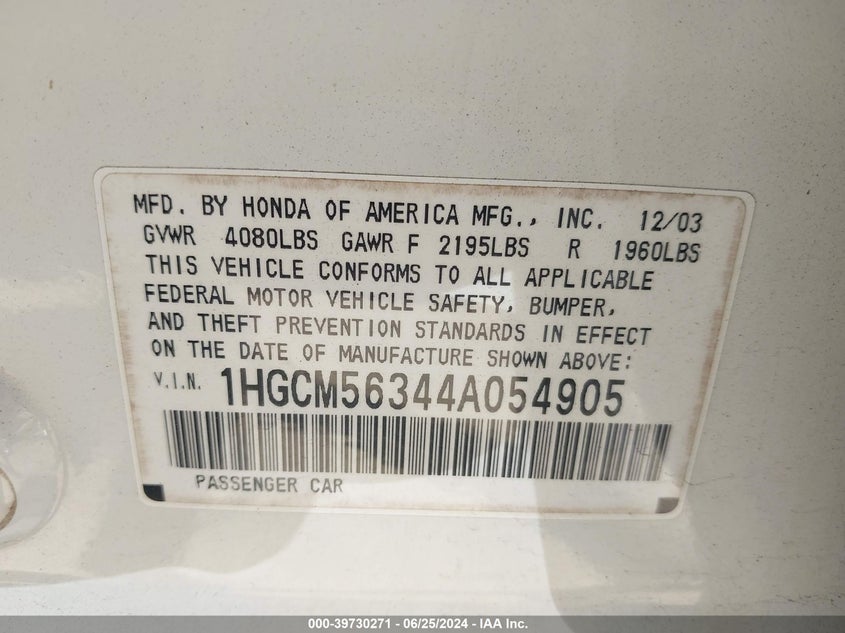 MFD. BY HONDA OF AMERICA MFG., INC. 12/03
GVWR 4080LBS GAWR F 2195LBS R 1960LBS
THIS VEHICLE CONFORMS TO ALL APPLICABLE
FEDERAL MOTOR VEHICLE SAFETY, BUMPER,
AND THEFT PREVENTION STANDARDS IN EFFECT
ON THE DATE OF MANUFACTURE SHOWN ABOVE:
V.I.N. 1HGCM56344A054905
PASSENGER CAR
000-39730271 - 06/25/2024 - IAA Inc.